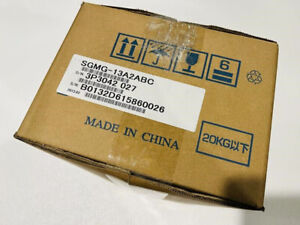 6
SGMG-13A2ABC
O/N 3P3042 027
S/N B0132D615860026
MADE IN CHINA
20KG以下